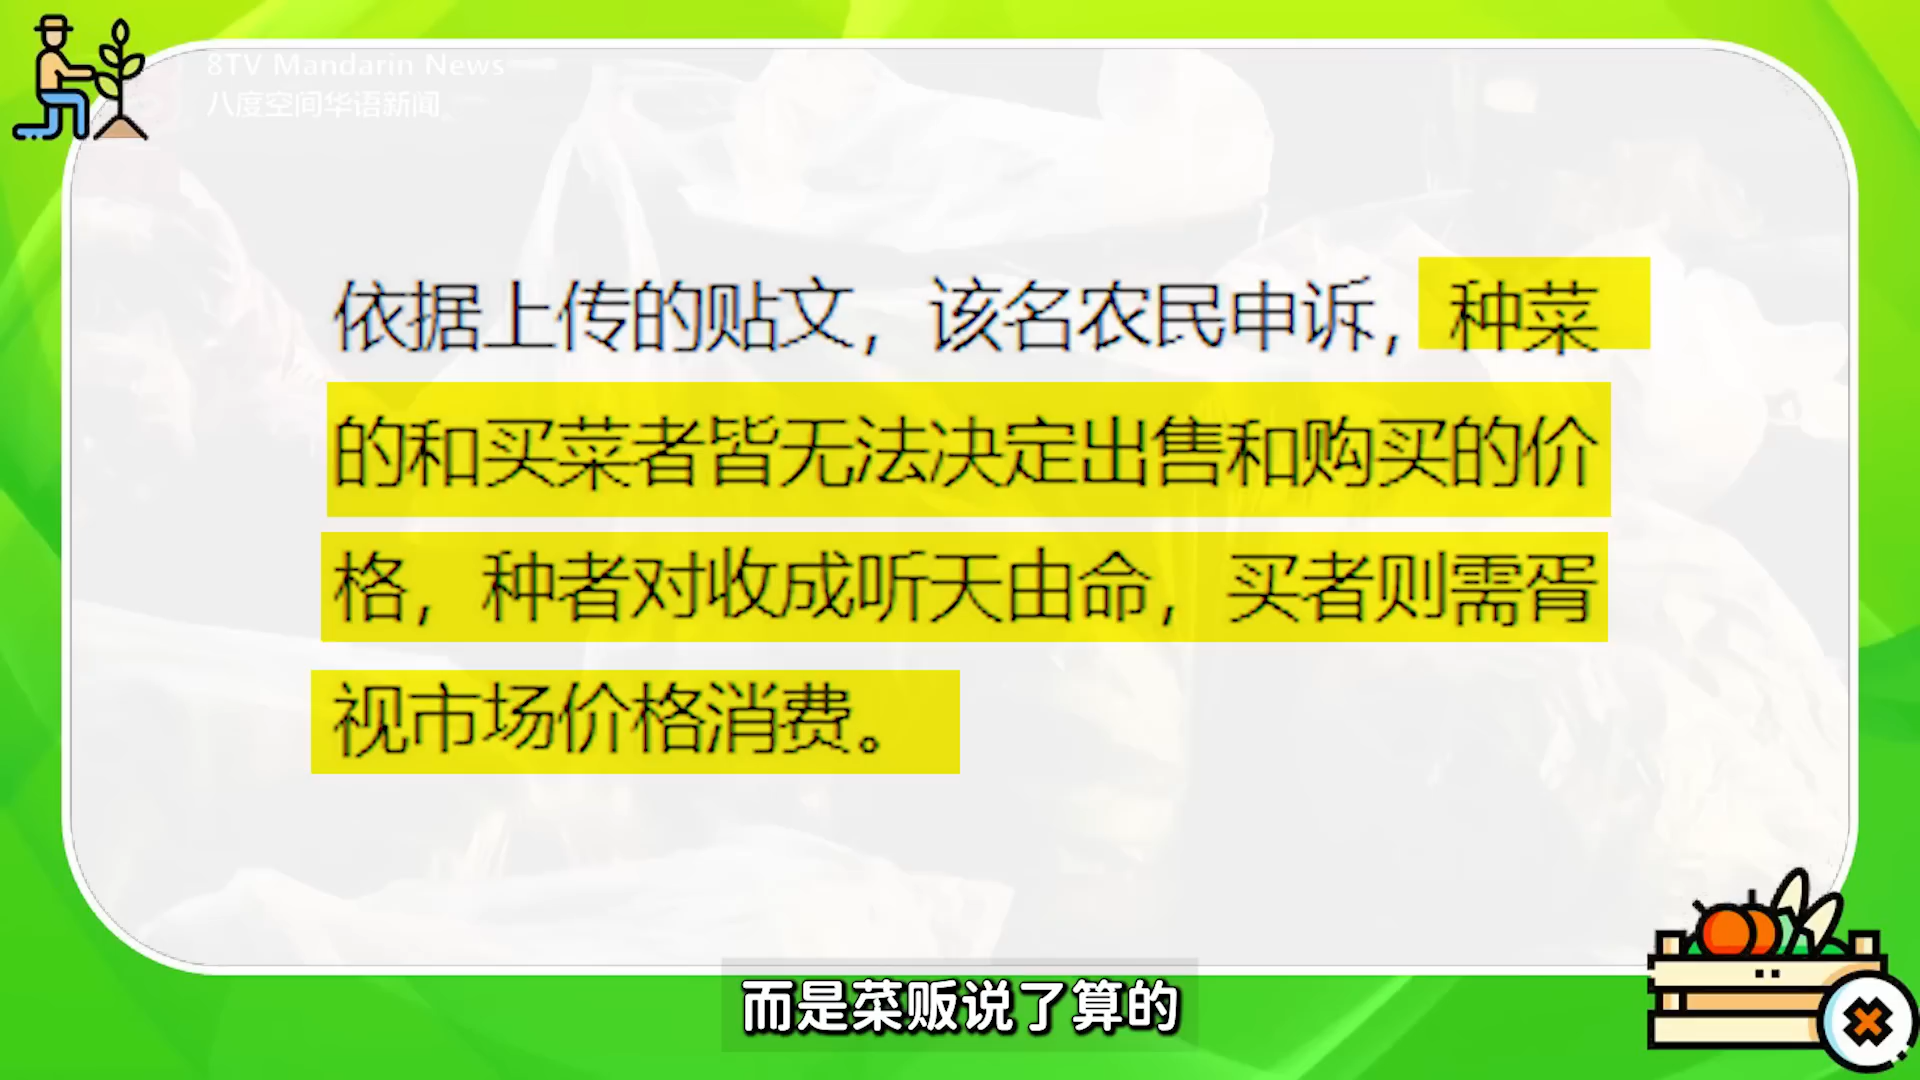 8TV Mandarin News
八度空间华语新闻
依据上传的贴文，该名农民申诉，种菜
的和买菜者皆无法决定出售和购买的价
格，种者对收成听天由命，买者则需胥
视市场价格消费。
而是菜贩说了算的